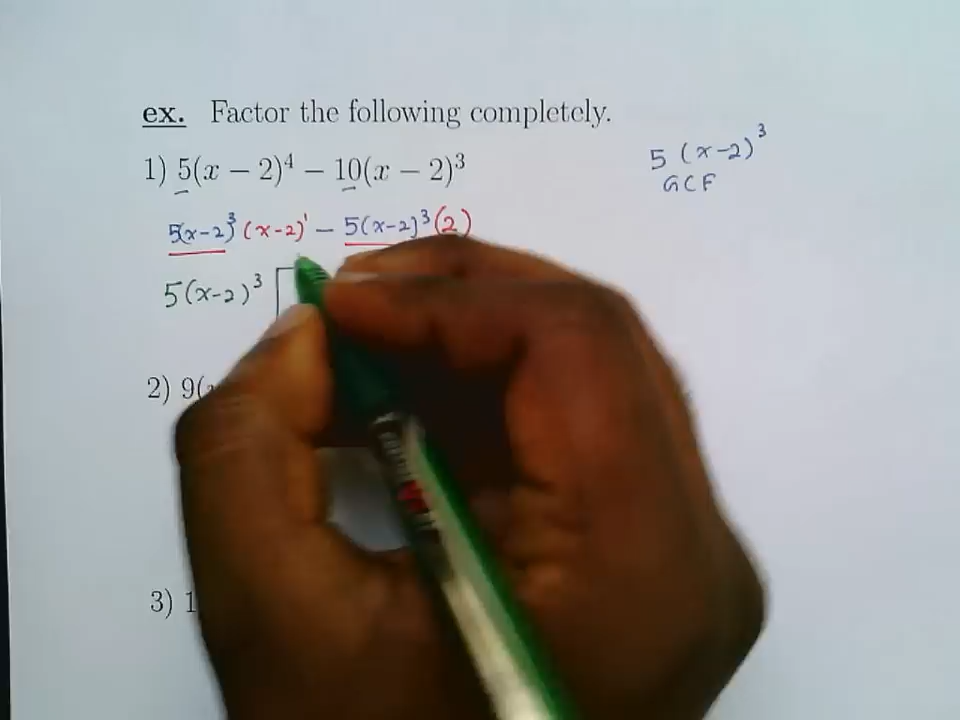 ex. Factor the following completely.
1) 5(x − 2)⁴ − 10(x − 2)³
5 (x-2)³
GCF
5(x-2)³ (x-2)¹ − 5(x-2)³ (2)
5(x-2)³ [
2) 9(
3) 1